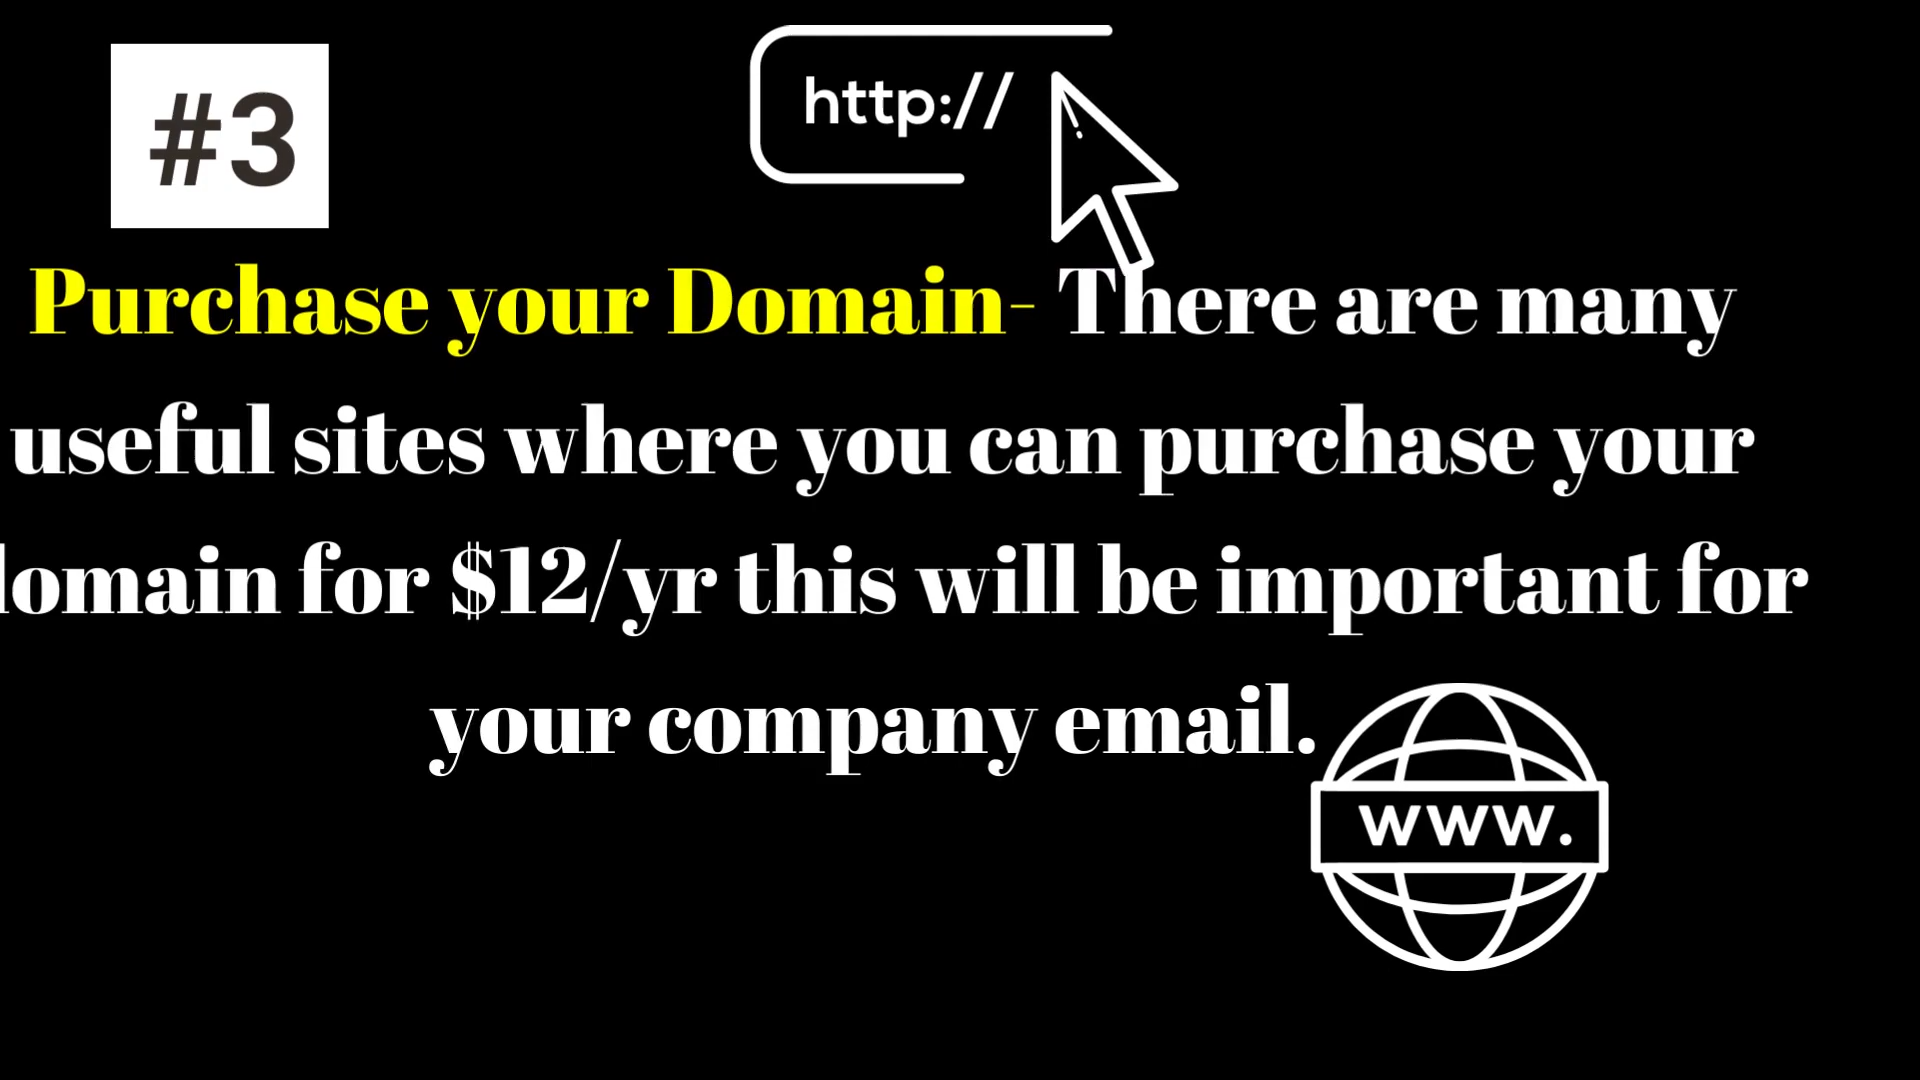 #3
http://
Purchase your Domain- There are many
useful sites where you can purchase your
domain for $12/yr this will be important for
your company email.
www.